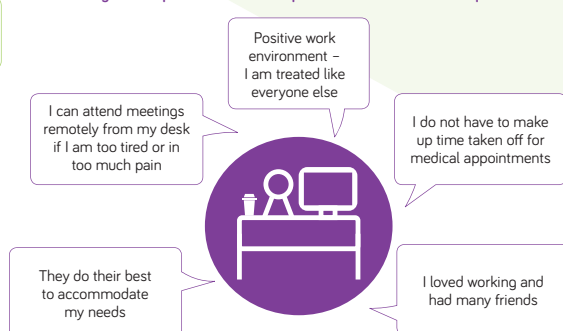 Positive work
environment –
I am treated like
everyone else
I can attend meetings
remotely from my desk
if I am too tired or in
too much pain
I do not have to make
up time taken off for
medical appointments
They do their best
to accommodate
my needs
I loved working and
had many friends